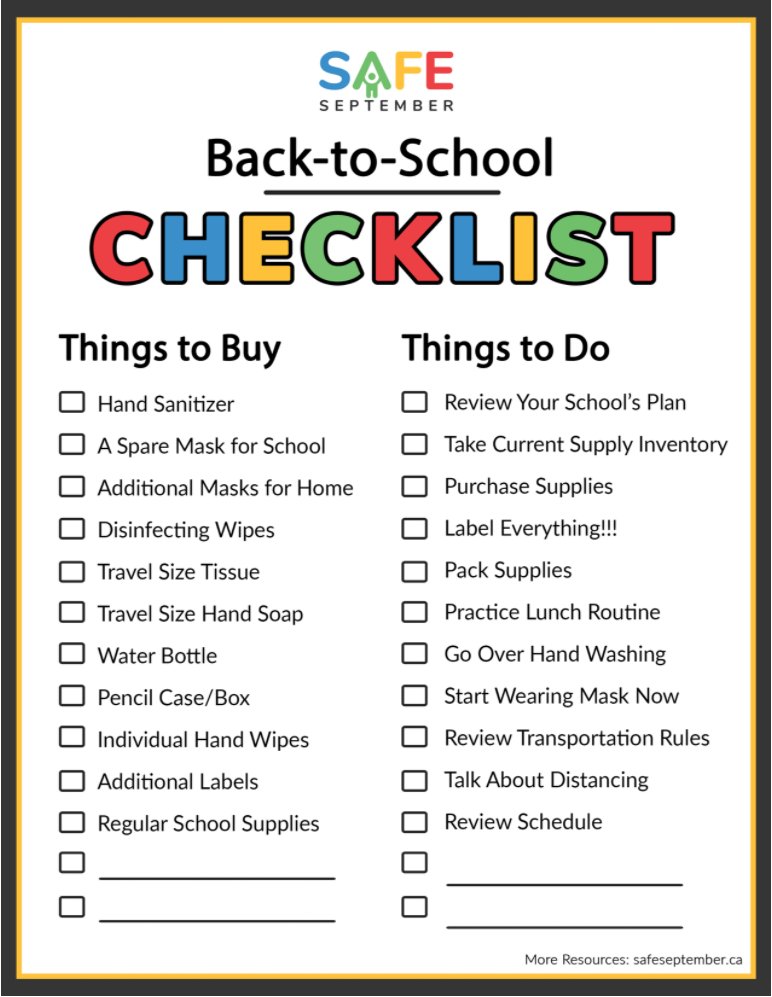 SAFE
SEPTEMBER
Back-to-School
CHECKLIST
Things to Buy
Hand Sanitizer
A Spare Mask for School
Additional Masks for Home
Disinfecting Wipes
Travel Size Tissue
Travel Size Hand Soap
Water Bottle
Pencil Case/Box
Individual Hand Wipes
Additional Labels
Regular School Supplies
Things to Do
Review Your School's Plan
Take Current Supply Inventory
Purchase Supplies
Label Everything!!!
Pack Supplies
Practice Lunch Routine
Go Over Hand Washing
Start Wearing Mask Now
Review Transportation Rules
Talk About Distancing
Review Schedule
More Resources: safeseptember.ca